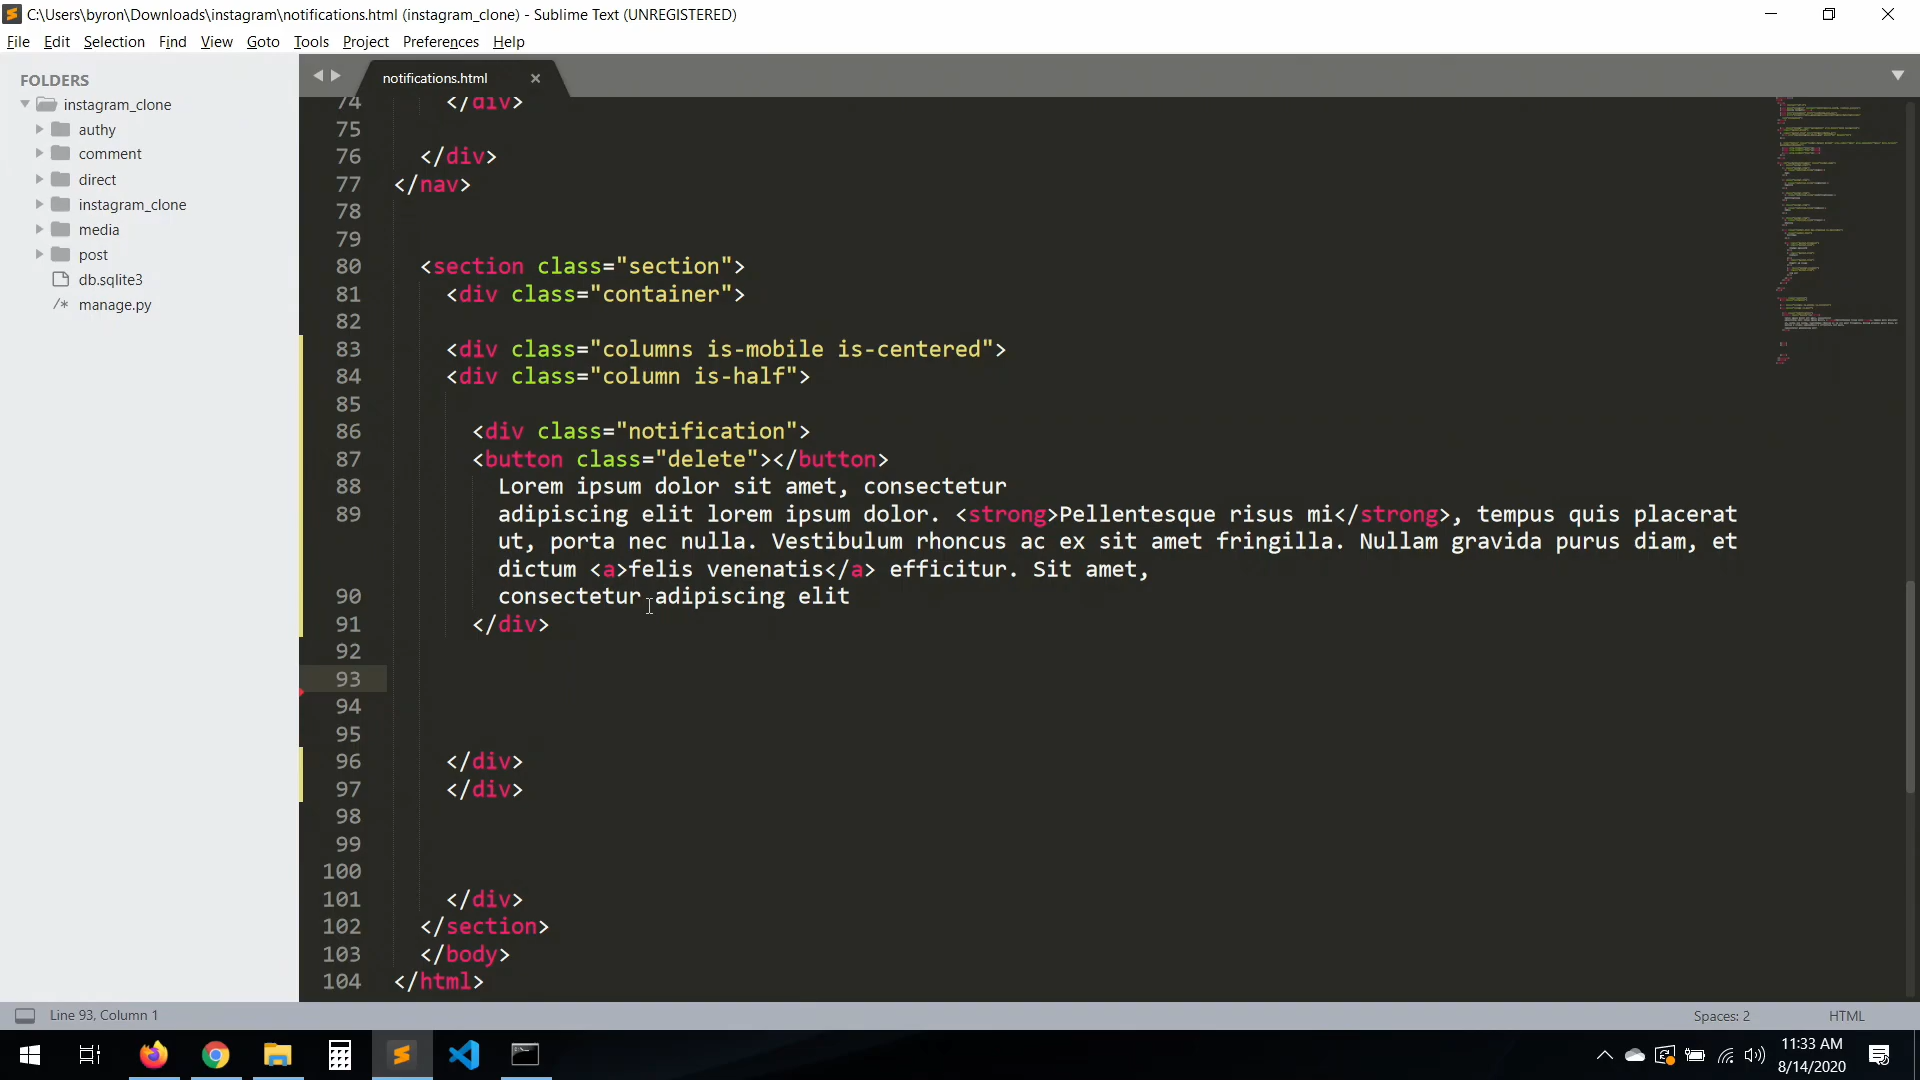 C:\Users\byron\Downloads\instagram\notifications.html (instagram_clone) - Sublime Text (UNREGISTERED)
File Edit Selection Find View Goto Tools Project Preferences Help
FOLDERS
instagram_clone
authy
comment
direct
instagram_clone
media
post
db.sqlite3
/* manage.py
notifications.html
74 </div>
75
76 </div>
77 </nav>
78
79
80 <section class="section">
81 <div class="container">
82
83 <div class="columns is-mobile is-centered">
84 <div class="column is-half">
85
86 <div class="notification">
87 <button class="delete"></button>
88 Lorem ipsum dolor sit amet, consectetur
89 adipiscing elit lorem ipsum dolor. <strong>Pellentesque risus mi</strong>, tempus quis placerat
ut, porta nec nulla. Vestibulum rhoncus ac ex sit amet fringilla. Nullam gravida purus diam, et
dictum <a>felis venenatis</a> efficitur. Sit amet,
90 consectetur adipiscing elit
91 </div>
92
93
94
95
96 </div>
97 </div>
98
99
100
101 </div>
102 </section>
103 </body>
104 </html>
Line 93, Column 1
Spaces: 2
HTML
11:33 AM
8/14/2020